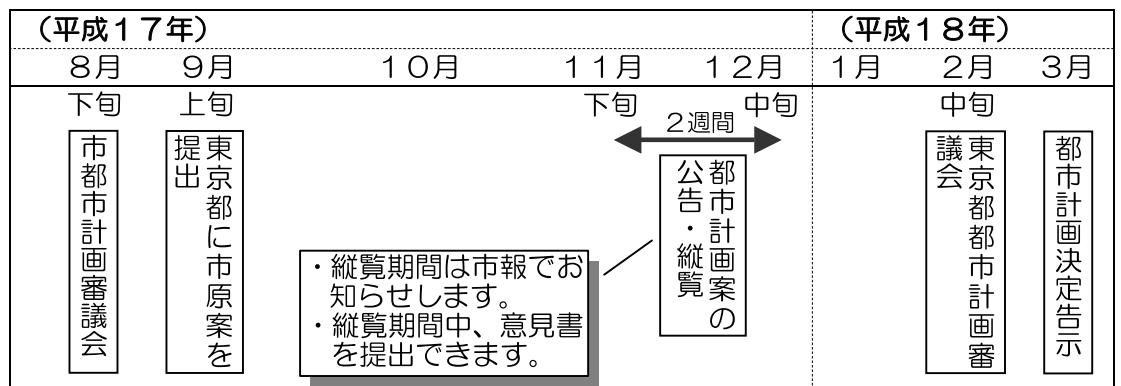 （平成１７年）
（平成１８年）
８月
９月
１０月
１１月
１２月
１月
２月
３月
下旬
上旬
下旬
中旬
中旬
２週間
市都市計画審議会
東京都に市原案を
提出
・縦覧期間は市報でお
知らせします。
・縦覧期間中、意見書
を提出できます。
都市計画案の
公告・縦覧
東京都都市計画審
議会
都市計画決定告示